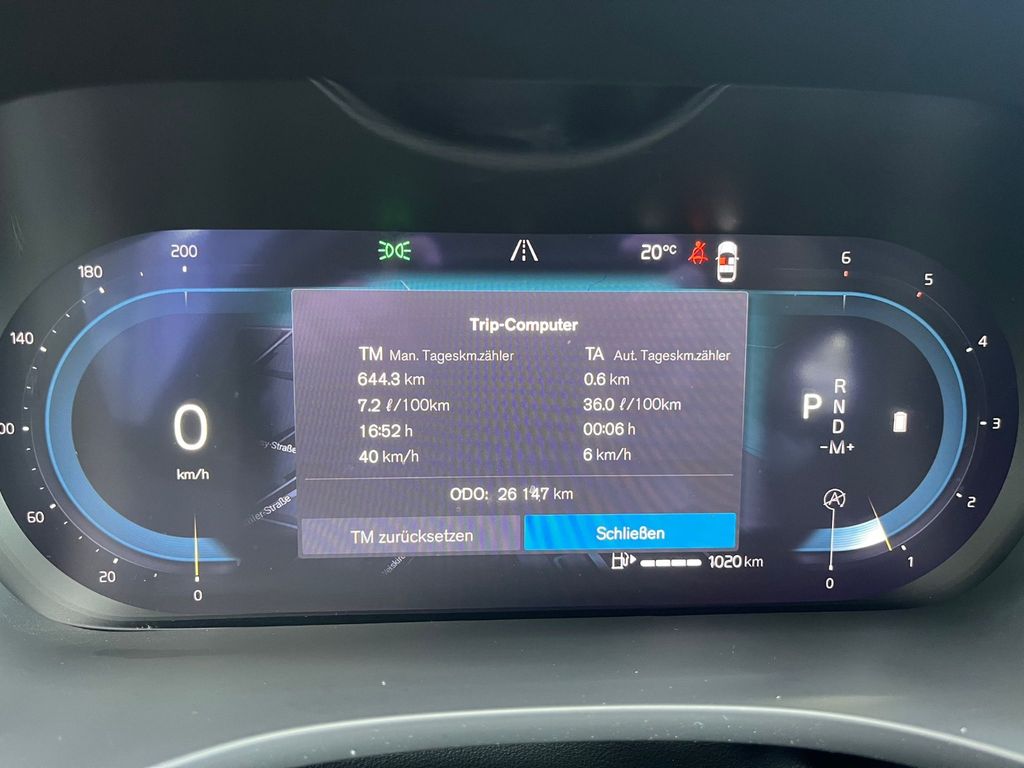 200
20°C
6
180
5
Trip-Computer
140
TM Man. Tageskm.zähler
TA Aut. Tageskm.zähler
4
644.3 km
0.6 km
R
7.2 ℓ/100km
36.0 ℓ/100km
P
N
0
16:52 h
00:06 h
D
3
00
-M+
40 km/h
6 km/h
km/h
ODO: 26 147 km
A
2
60
TM zurücksetzen
Schließen
20
1020 km
1
0
0